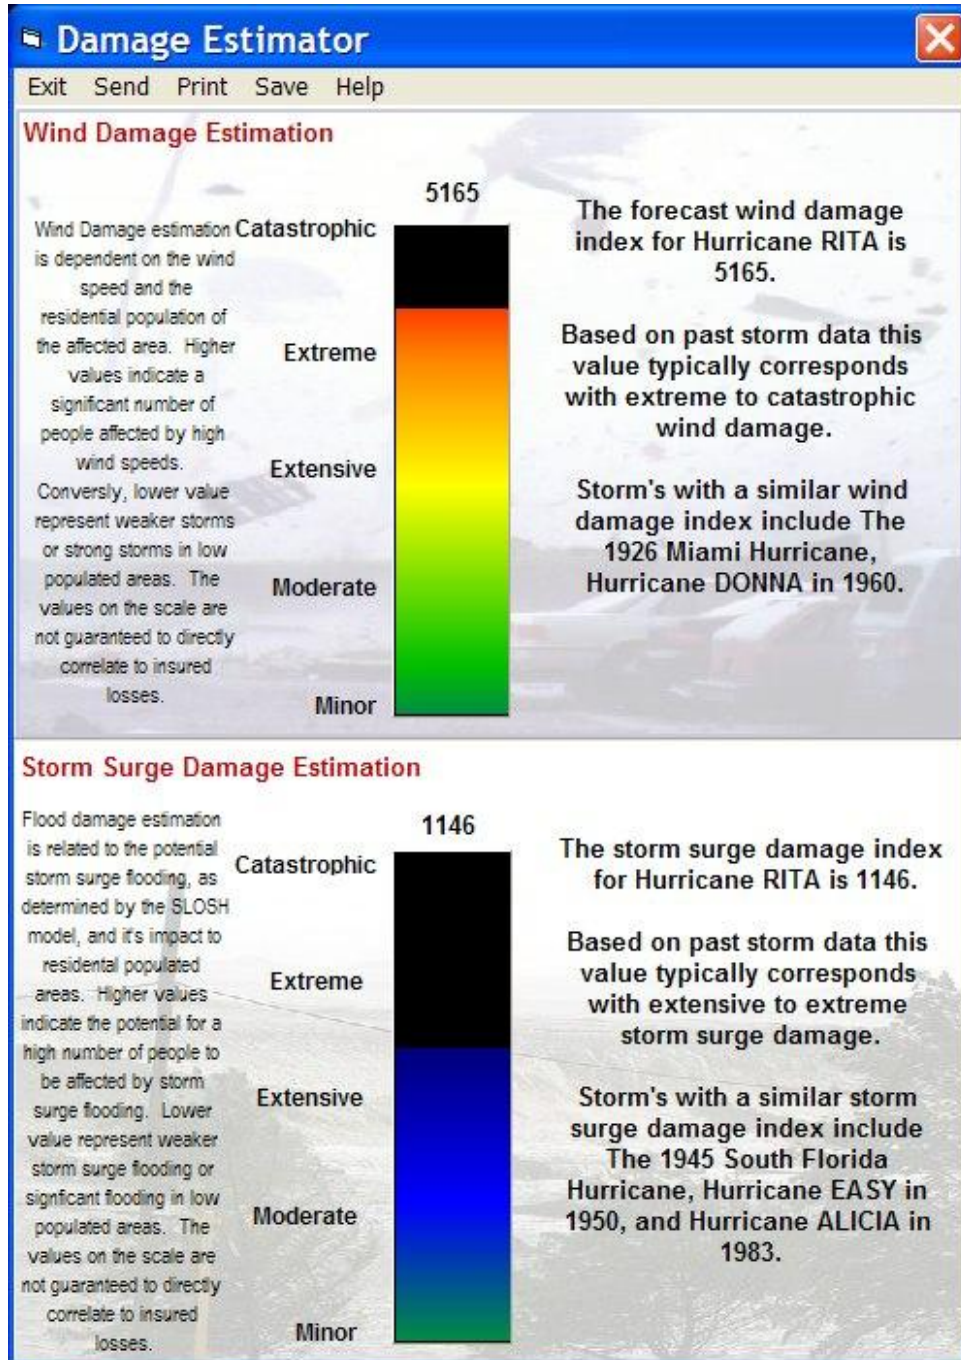 Damage Estimator
Exit Send Print Save Help
Wind Damage Estimation
Wind Damage estimation
is dependent on the wind
speed and the
residential population of
the affected area. Higher
values indicate a
significant number of
people affected by high
wind speeds.
Conversly, lower value
represent weaker storms
or strong storms in low
populated areas. The
values on the scale are
not guaranteed to directly
correlate to insured
losses.
5165
Catastrophic
Extreme
Extensive
Moderate
Minor
The forecast wind damage
index for Hurricane RITA is
5165.
Based on past storm data this
value typically corresponds
with extreme to catastrophic
wind damage.
Storm's with a similar wind
damage index include The
1926 Miami Hurricane,
Hurricane DONNA in 1960.
Storm Surge Damage Estimation
Flood damage estimation
is related to the potential
storm surge flooding, as
determined by the SLOSH
model, and it's impact to
residental populated
areas. Higher values
indicate the potential for a
high number of people to
be affected by storm
surge flooding. Lower
value represent weaker
storm surge flooding or
signficant flooding in low
populated areas. The
values on the scale are
not guaranteed to directly
correlate to insured
losses.
1146
Catastrophic
Extreme
Extensive
Moderate
Minor
The storm surge damage index
for Hurricane RITA is 1146.
Based on past storm data this
value typically corresponds
with extensive to extreme
storm surge damage.
Storm's with a similar storm
surge damage index include
The 1945 South Florida
Hurricane, Hurricane EASY in
1950, and Hurricane ALICIA in
1983.